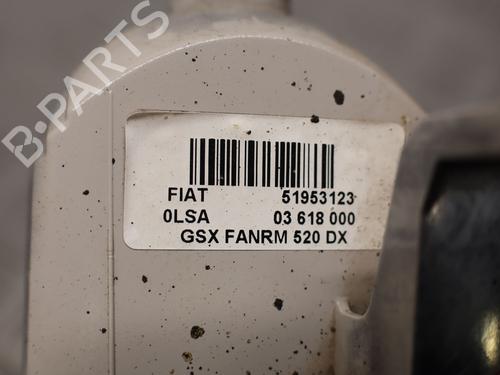 B-PARTS
FIAT 51953123
0LSA 03 618 000
GSX FANRM 520 DX